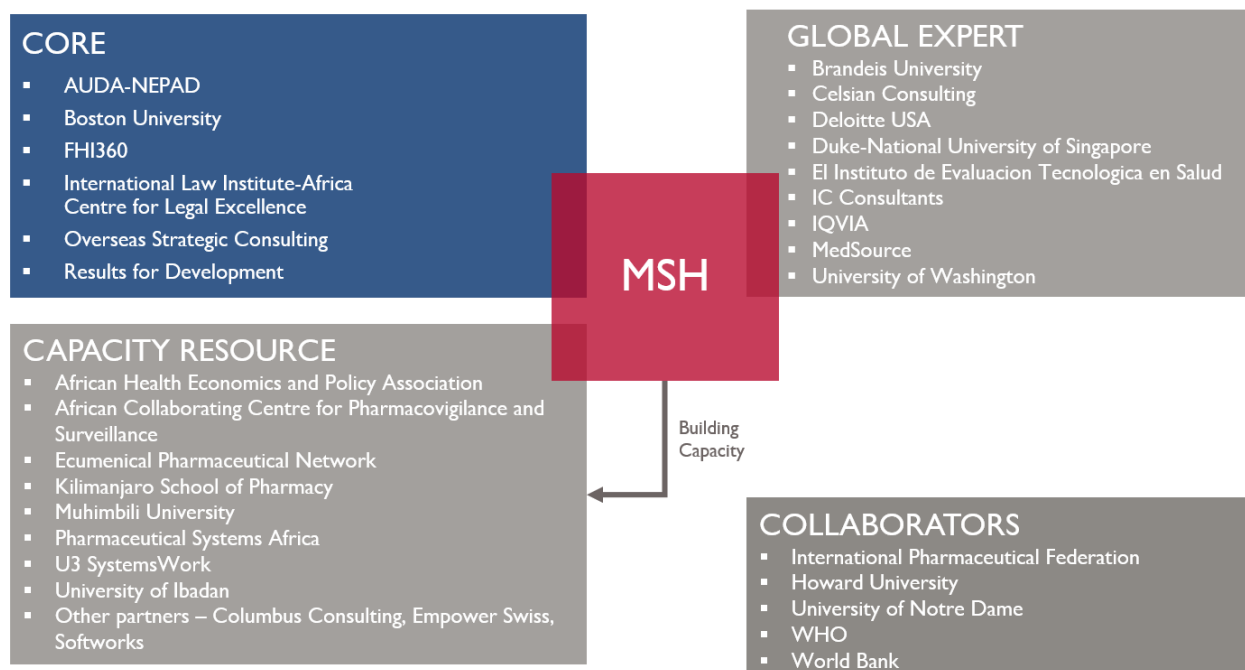 CORE
▪ AUDA-NEPAD
▪ Boston University
▪ FHI360
▪ International Law Institute-Africa
Centre for Legal Excellence
▪ Overseas Strategic Consulting
▪ Results for Development
GLOBAL EXPERT
▪ Brandeis University
▪ Celsian Consulting
▪ Deloitte USA
▪ Duke-National University of Singapore
▪ El Instituto de Evaluacion Tecnologica en Salud
▪ IC Consultants
▪ IQVIA
▪ MedSource
▪ University of Washington
MSH
CAPACITY RESOURCE
▪ African Health Economics and Policy Association
▪ African Collaborating Centre for Pharmacovigilance and
Surveillance
▪ Ecumenical Pharmaceutical Network
▪ Kilimanjaro School of Pharmacy
▪ Muhimbili University
▪ Pharmaceutical Systems Africa
▪ U3 SystemsWork
▪ University of Ibadan
▪ Other partners – Columbus Consulting, Empower Swiss,
Softworks
Building
Capacity
COLLABORATORS
▪ International Pharmaceutical Federation
▪ Howard University
▪ University of Notre Dame
▪ WHO
▪ World Bank